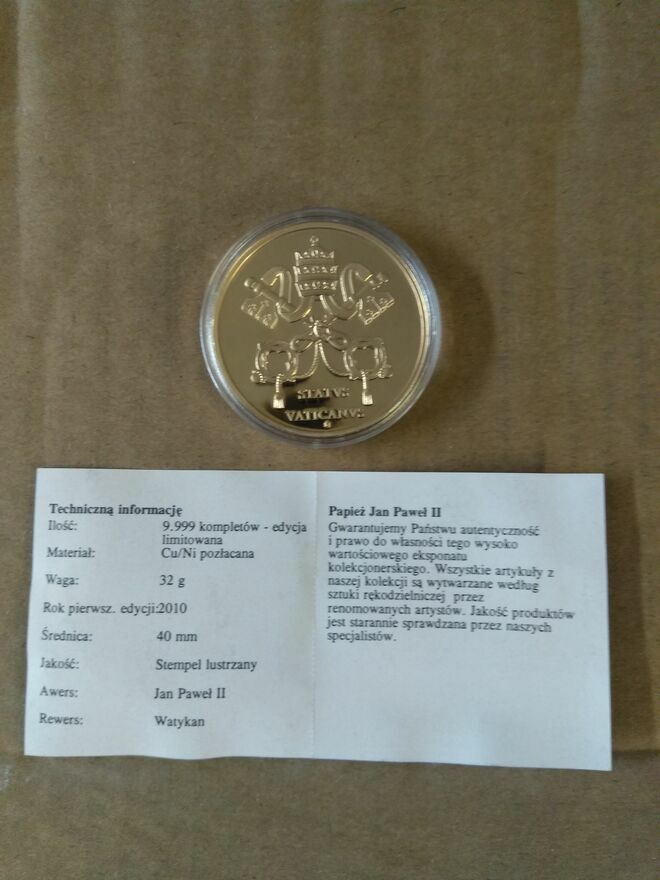 STATVS
VATICANVS
Techniczną informację
Ilość: 9.999 kompletów - edycja
limitowana
Materiał: Cu/Ni pozłacana
Waga: 32 g
Rok pierwsz. edycji:2010
Średnica: 40 mm
Jakość: Stempel lustrzany
Awers: Jan Paweł II
Rewers: Watykan
Papież Jan Paweł II
Gwarantujemy Państwu autentyczność
i prawo do własności tego wysoko
wartościowego eksponatu
kolekcjonerskiego. Wszystkie artykuły z
naszej kolekcji są wytwarzane według
sztuki rękodzielniczej przez
renomowanych artystów. Jakość produktów
jest starannie sprawdzana przez naszych
specjalistów.